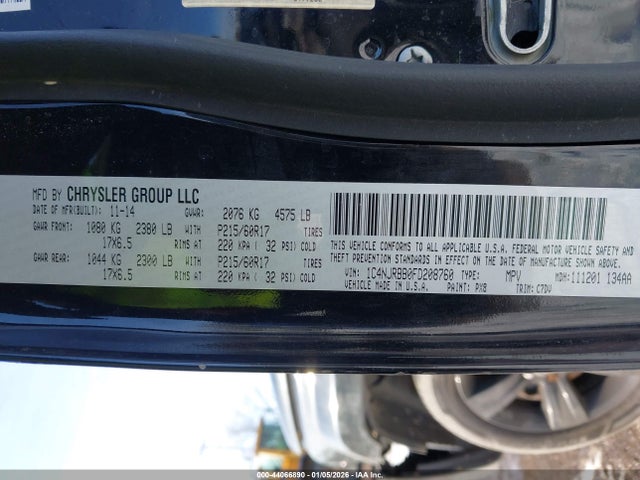 MFD BY CHRYSLER GROUP LLC
DATE OF MFR(BUILT): 11-14 GVWR: 2076 KG 4575 LB
GAWR FRONT: 1080 KG 2380 LB WITH P215/60R17 TIRES
17X6.5 RIMS AT 220 KPA ( 32 PSI) COLD
GAWR REAR: 1044 KG 2300 LB WITH P215/60R17 TIRES
17X6.5 RIMS AT 220 KPA ( 32 PSI) COLD
THIS VEHICLE CONFORMS TO ALL APPLICABLE U.S.A. FEDERAL MOTOR VEHICLE SAFETY,
BUMPER, AND THEFT PREVENTION STANDARDS IN EFFECT ON THE DATE OF
MANUFACTURE SHOWN ABOVE.
VIN: 1C4NJRBB0FD208760 TYPE: MPV MDH: 111201 134AA
VEHICLE MADE IN U.S.A. PAINT: PX8 TRIM: C7DV
000-44066890 01/05/2026 - Copyright IAA, Inc.